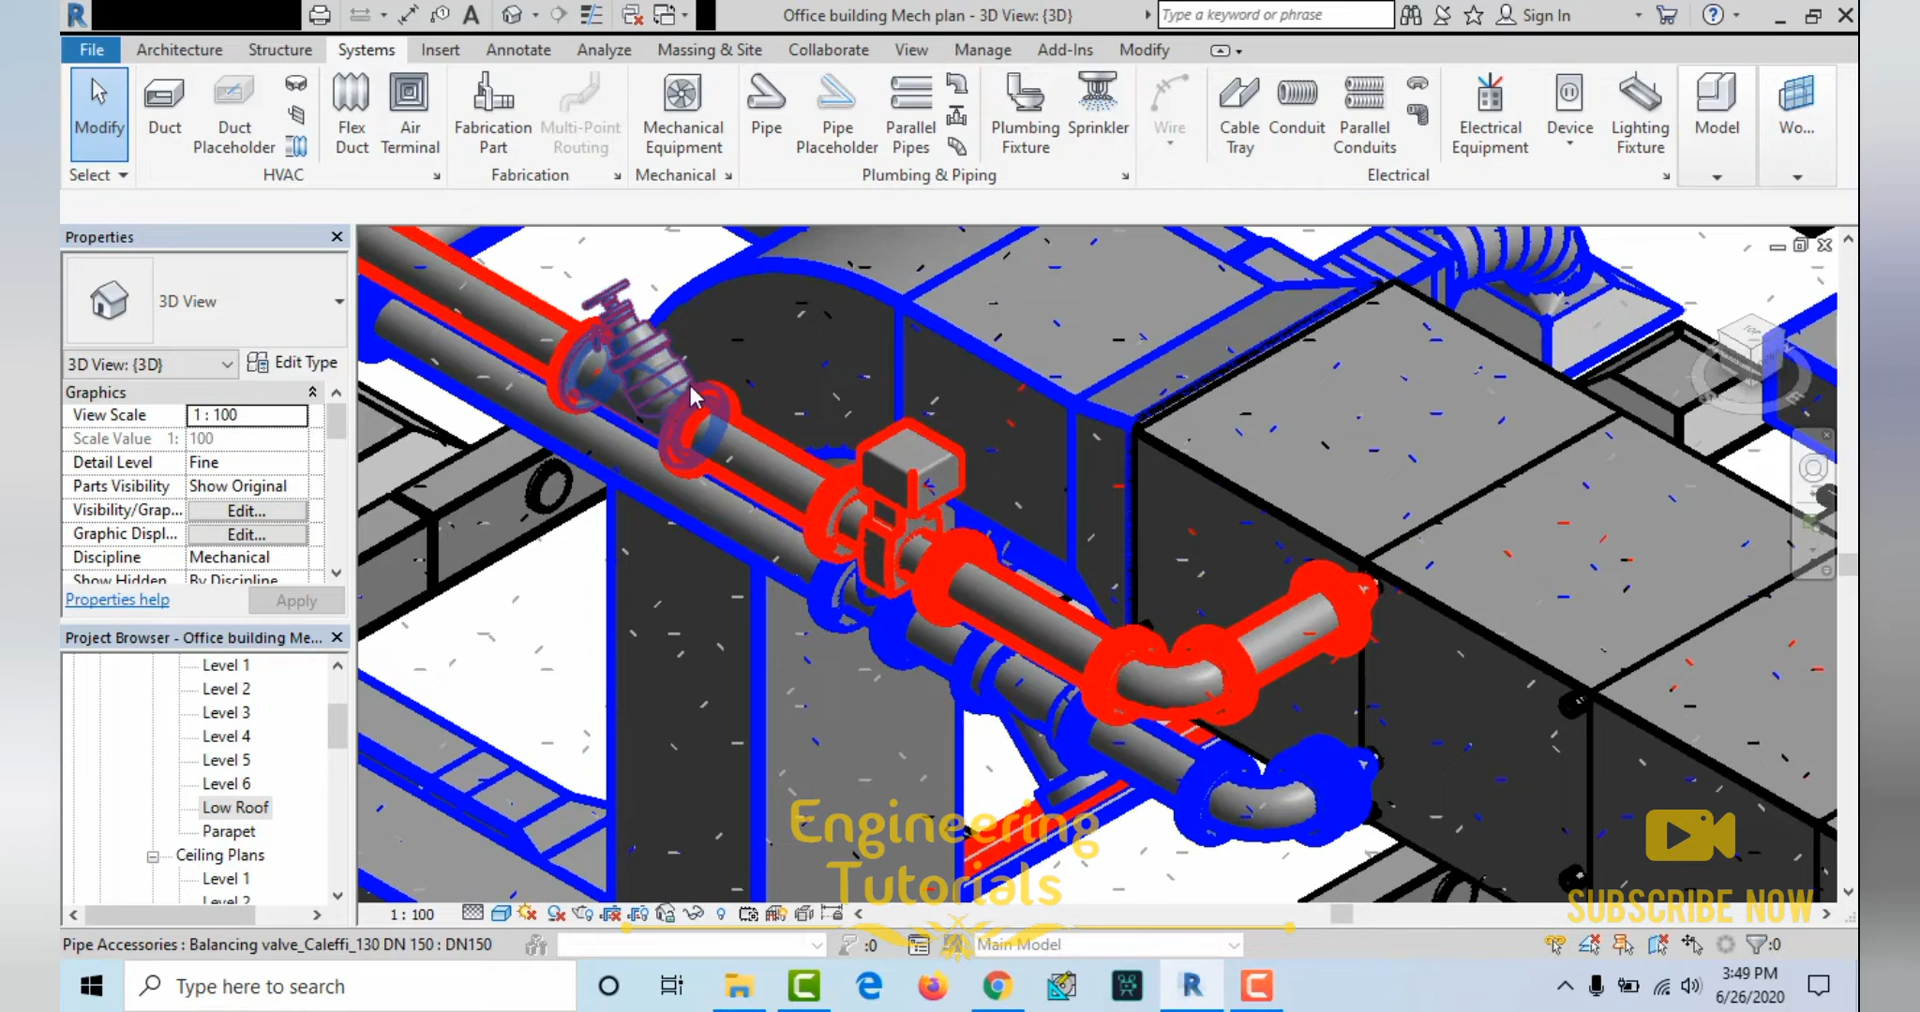 Office building Mech plan - 3D View: {3D}
Type a keyword or phrase
Sign In
File Architecture Structure Systems Insert Annotate Analyze Massing & Site Collaborate View Manage Add-Ins Modify
Modify
Duct
Duct Placeholder
Flex Duct
Air Terminal
Fabrication Part
Multi-Point Routing
Mechanical Equipment
Pipe
Pipe Placeholder
Parallel Pipes
Plumbing Fixture
Sprinkler
Wire
Cable Tray
Conduit
Parallel Conduits
Electrical Equipment
Device
Lighting Fixture
Model
Wo...
Select HVAC Fabrication Mechanical Plumbing & Piping Electrical
Properties
3D View
3D View: {3D} Edit Type
Graphics
View Scale 1 : 100
Scale Value 1: 100
Detail Level Fine
Parts Visibility Show Original
Visibility/Grap... Edit...
Graphic Displ... Edit...
Discipline Mechanical
Show Hidden By Discipline
Properties help Apply
Project Browser - Office building Me...
Level 1
Level 2
Level 3
Level 4
Level 5
Level 6
Low Roof
Parapet
Ceiling Plans
Level 1
Level 2
TOP
Engineering
Tutorials
SUBSCRIBE NOW
1 : 100
Pipe Accessories : Balancing valve_Caleffi_130 DN 150 : DN150
:0
Main Model
:0
Type here to search
3:49 PM
6/26/2020